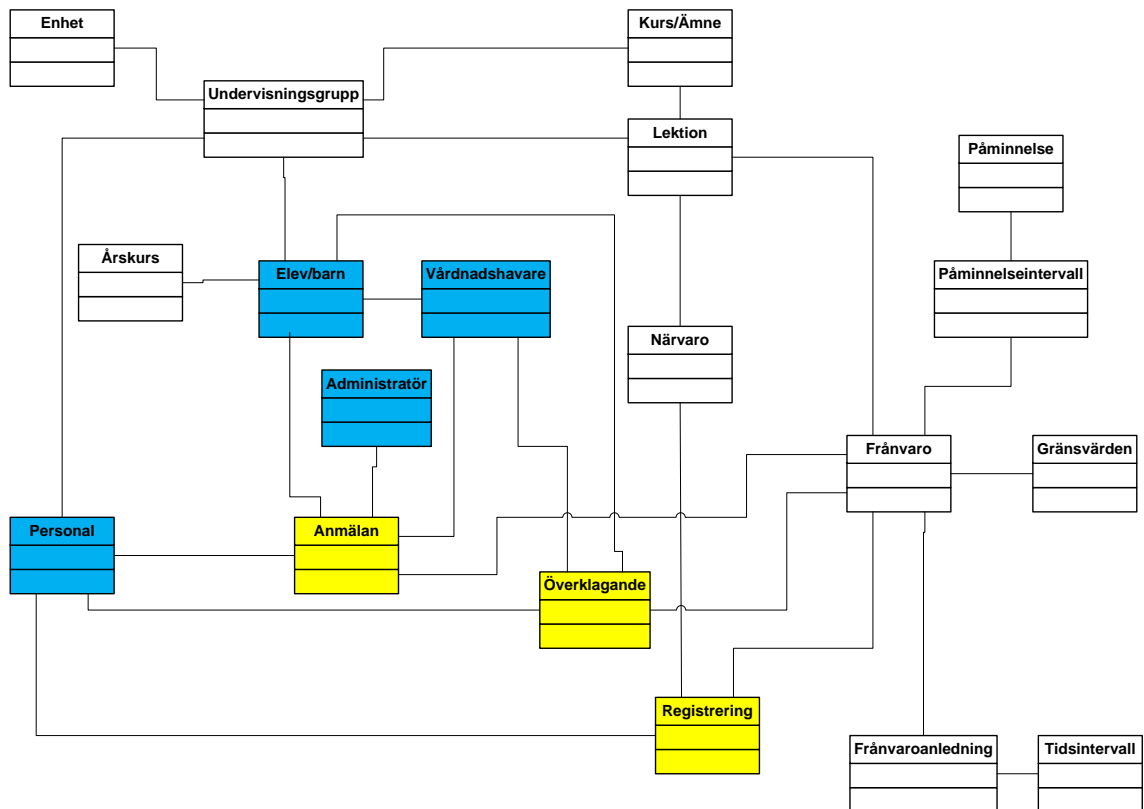 Enhet
Kurs/Ämne
Undervisningsgrupp
Lektion
Påminnelse
Årskurs
Elev/barn
Vårdnadshavare
Påminnelseintervall
Närvaro
Administratör
Frånvaro
Gränsvärden
Personal
Anmälan
Överklagande
Registrering
Frånvaroanledning
Tidsintervall